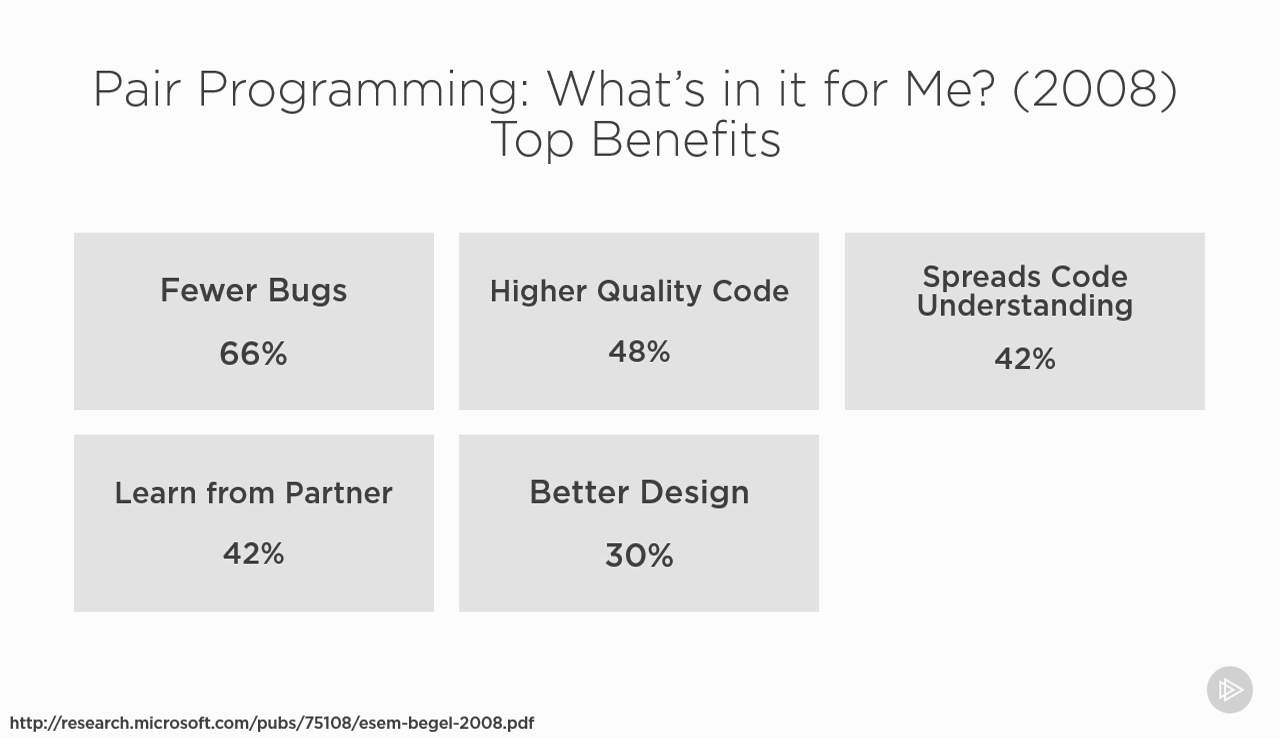 Pair Programming: What’s in it for Me? (2008)
Top Benefits
Fewer Bugs
66%
Higher Quality Code
48%
Spreads Code
Understanding
42%
Learn from Partner
42%
Better Design
30%
http://research.microsoft.com/pubs/75108/esem-begel-2008.pdf